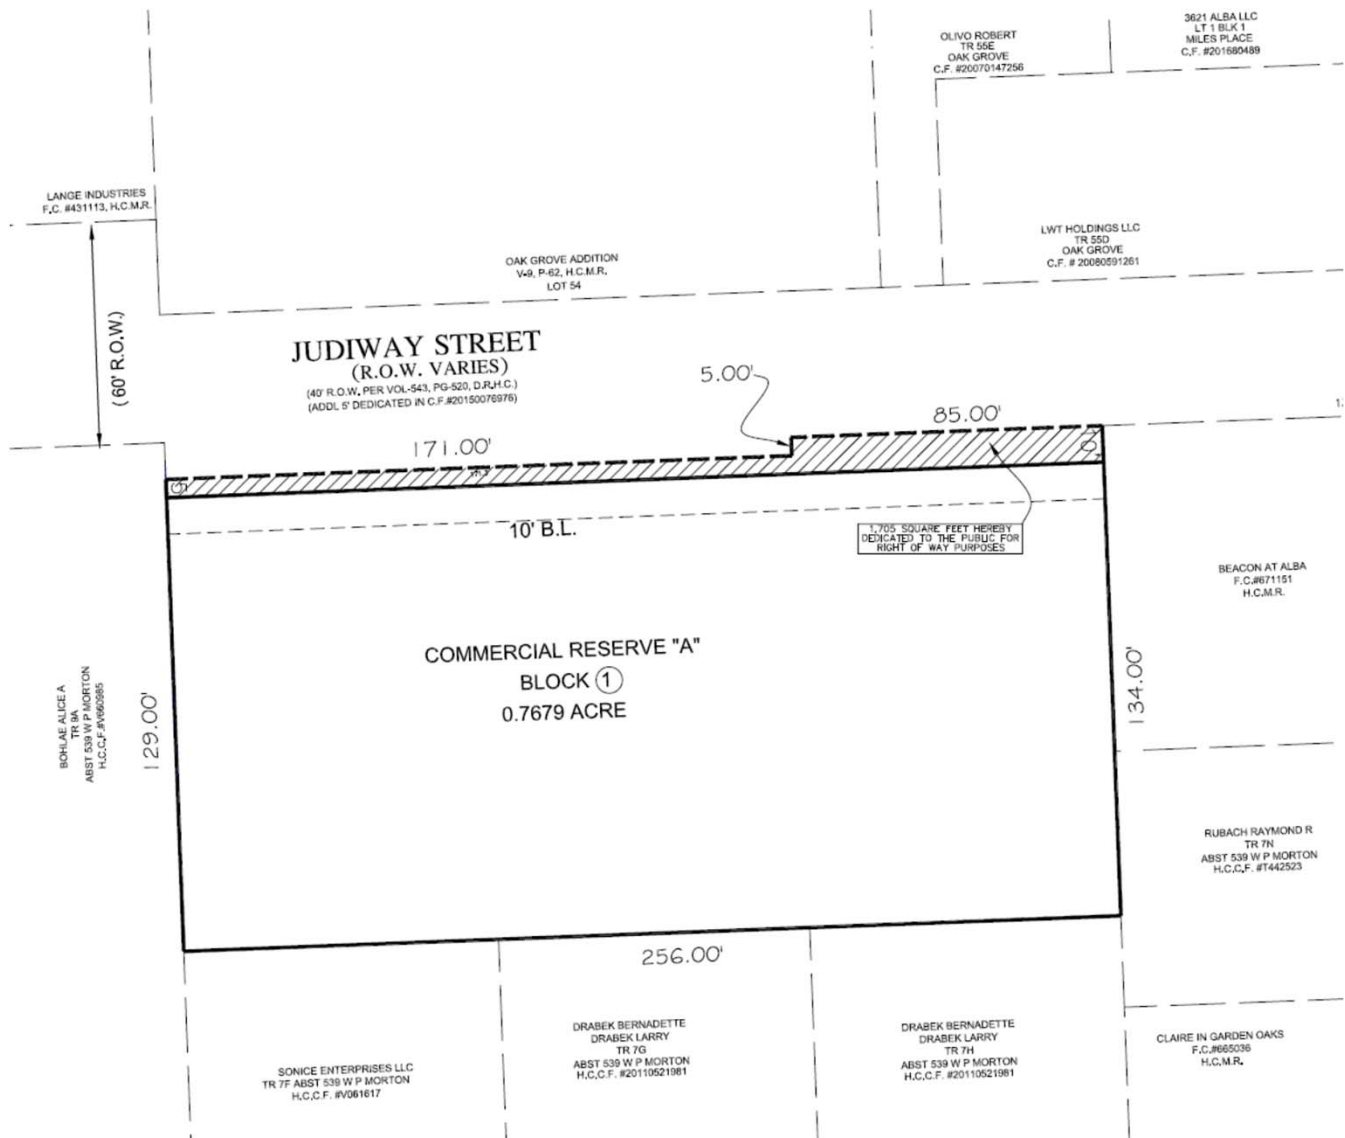 OLIVO ROBERT
TR 55E
OAK GROVE
C.F. #20070147256
3621 ALBA LLC
LT 1 BLK 1
MILES PLACE
C.F. #201680489
LANGE INDUSTRIES
F.C. #431113, H.C.M.R.
OAK GROVE ADDITION
V-9, P-62, H.C.M.R.
LOT 54
LWT HOLDINGS LLC
TR 55D
OAK GROVE
C.F. # 20080591261
(60' R.O.W.)
JUDIWAY STREET
(R.O.W. VARIES)
(40' R.O.W. PER VOL-543, PG-520, D.R.H.C.)
(ADDL 5' DEDICATED IN C.F.#20150076976)
5.00'
171.00'
85.00'
10' B.L.
1,705 SQUARE FEET HEREBY
DEDICATED TO THE PUBLIC FOR
RIGHT OF WAY PURPOSES
BEACON AT ALBA
F.C.#671151
H.C.M.R.
COMMERCIAL RESERVE "A"
BLOCK 1
0.7679 ACRE
BOHLAE ALICE A
TR 9A
ABST 539 W P MORTON
H.C.C.F.#V660985
129.00'
134.00'
RUBACH RAYMOND R
TR 7N
ABST 539 W P MORTON
H.C.C.F. #T442523
256.00'
SONICE ENTERPRISES LLC
TR 7F ABST 539 W P MORTON
H.C.C.F. #V061617
DRABEK BERNADETTE
DRABEK LARRY
TR 7G
ABST 539 W P MORTON
H.C.C.F. #20110521981
DRABEK BERNADETTE
DRABEK LARRY
TR 7H
ABST 539 W P MORTON
H.C.C.F. #20110521981
CLAIRE IN GARDEN OAKS
F.C.#665036
H.C.M.R.